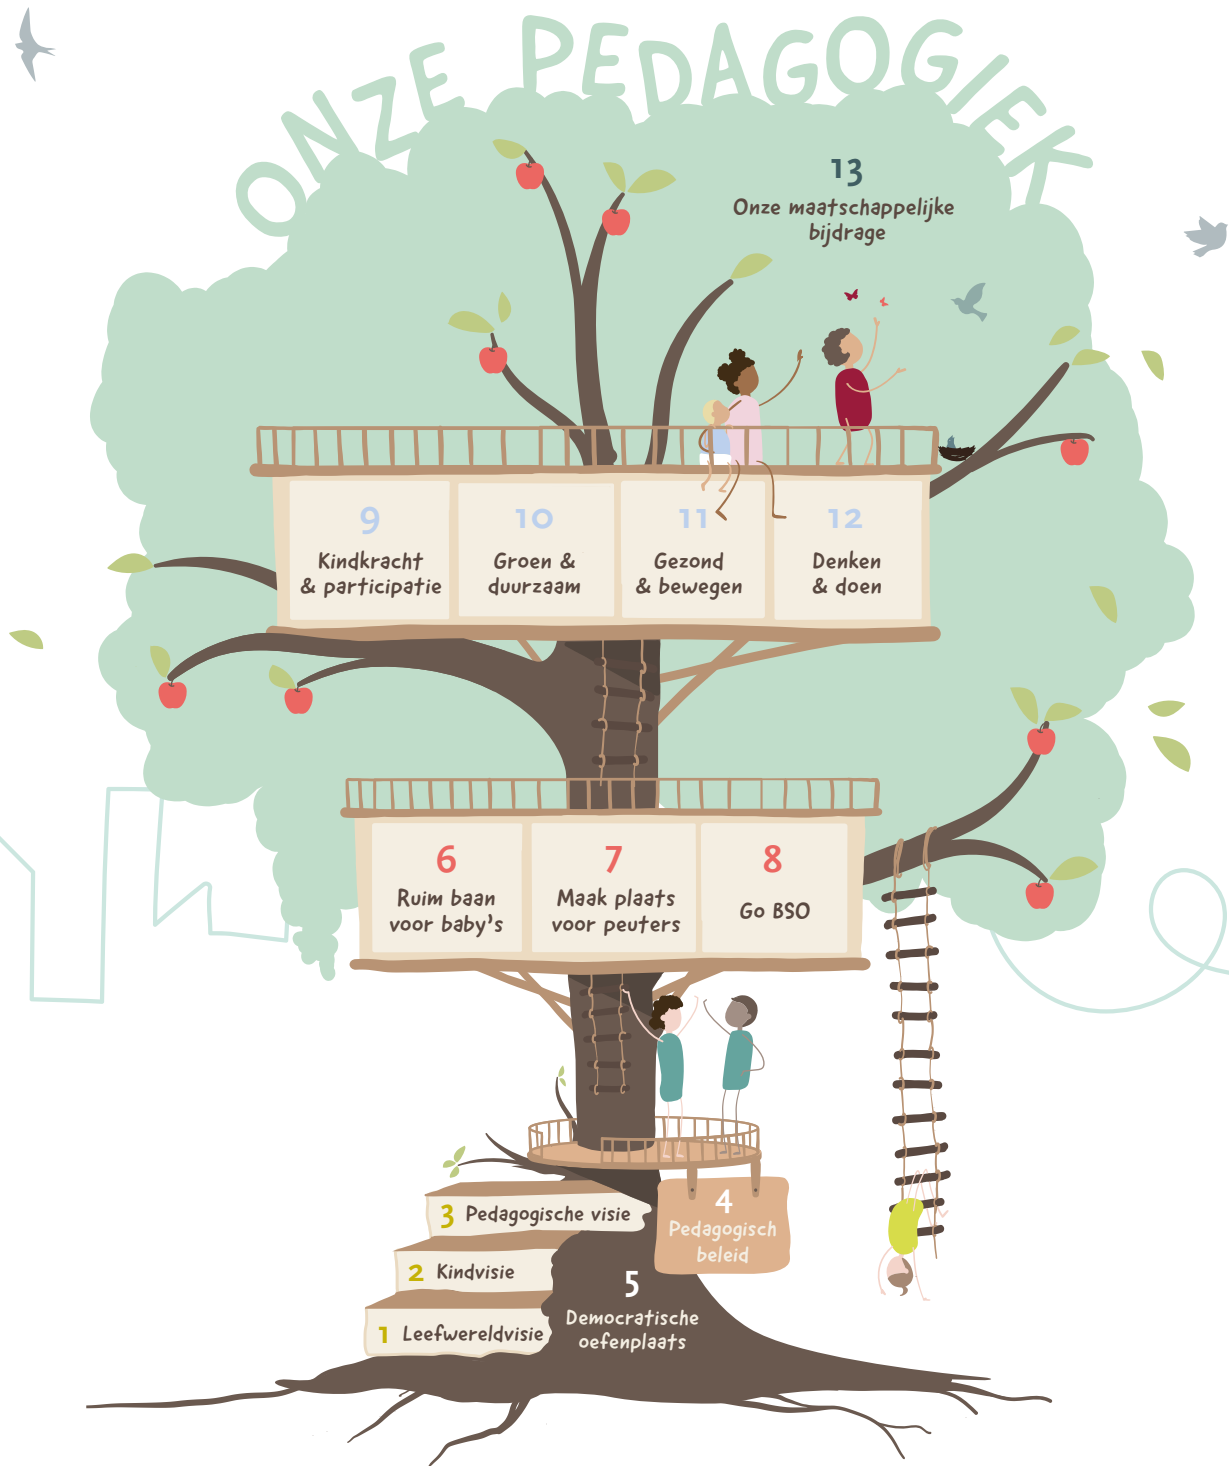 ONZE PEDAGOGIEK
13
Onze maatschappelijke
bijdrage
9
Kindkracht
& participatie
10
Groen &
duurzaam
11
Gezond
& bewegen
12
Denken
& doen
6
Ruim baan
voor baby's
7
Maak plaats
voor peuters
8
Go BSO
3 Pedagogische visie
4
Pedagogisch
beleid
2 Kindvisie
5
Democratische
oefenplaats
1 Leefwereldvisie